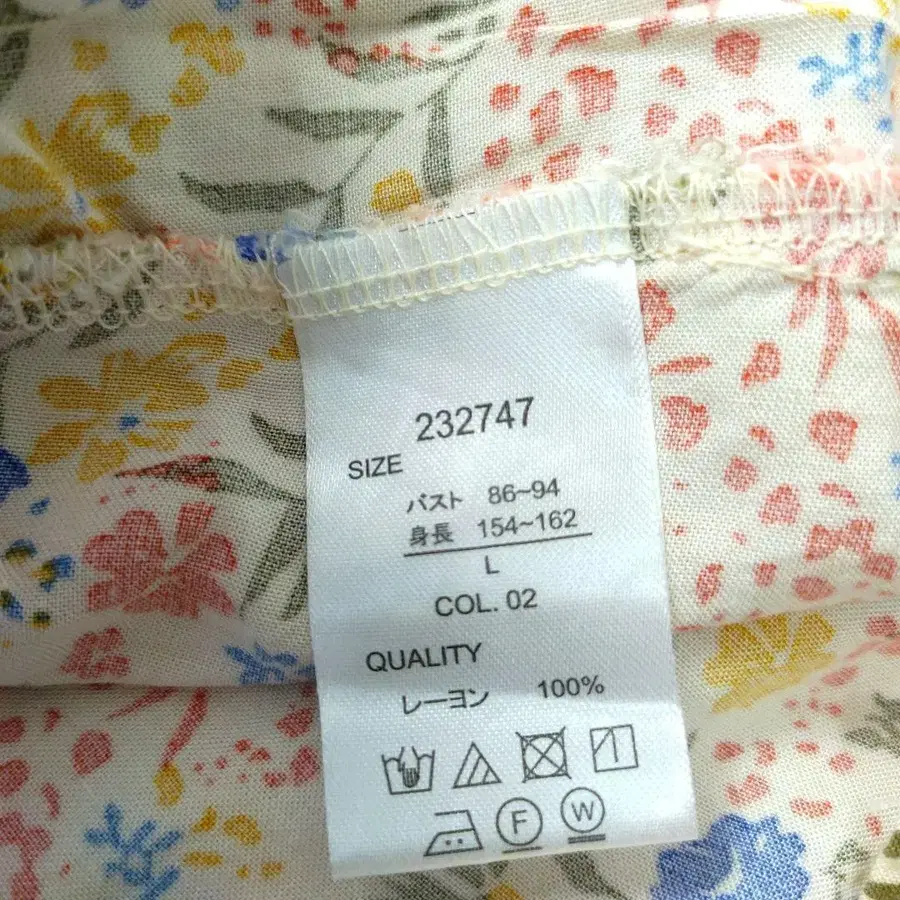 232747
SIZE
バスト 86~94
身長 154~162
L
COL. 02
QUALITY
レーヨン 100%
F W